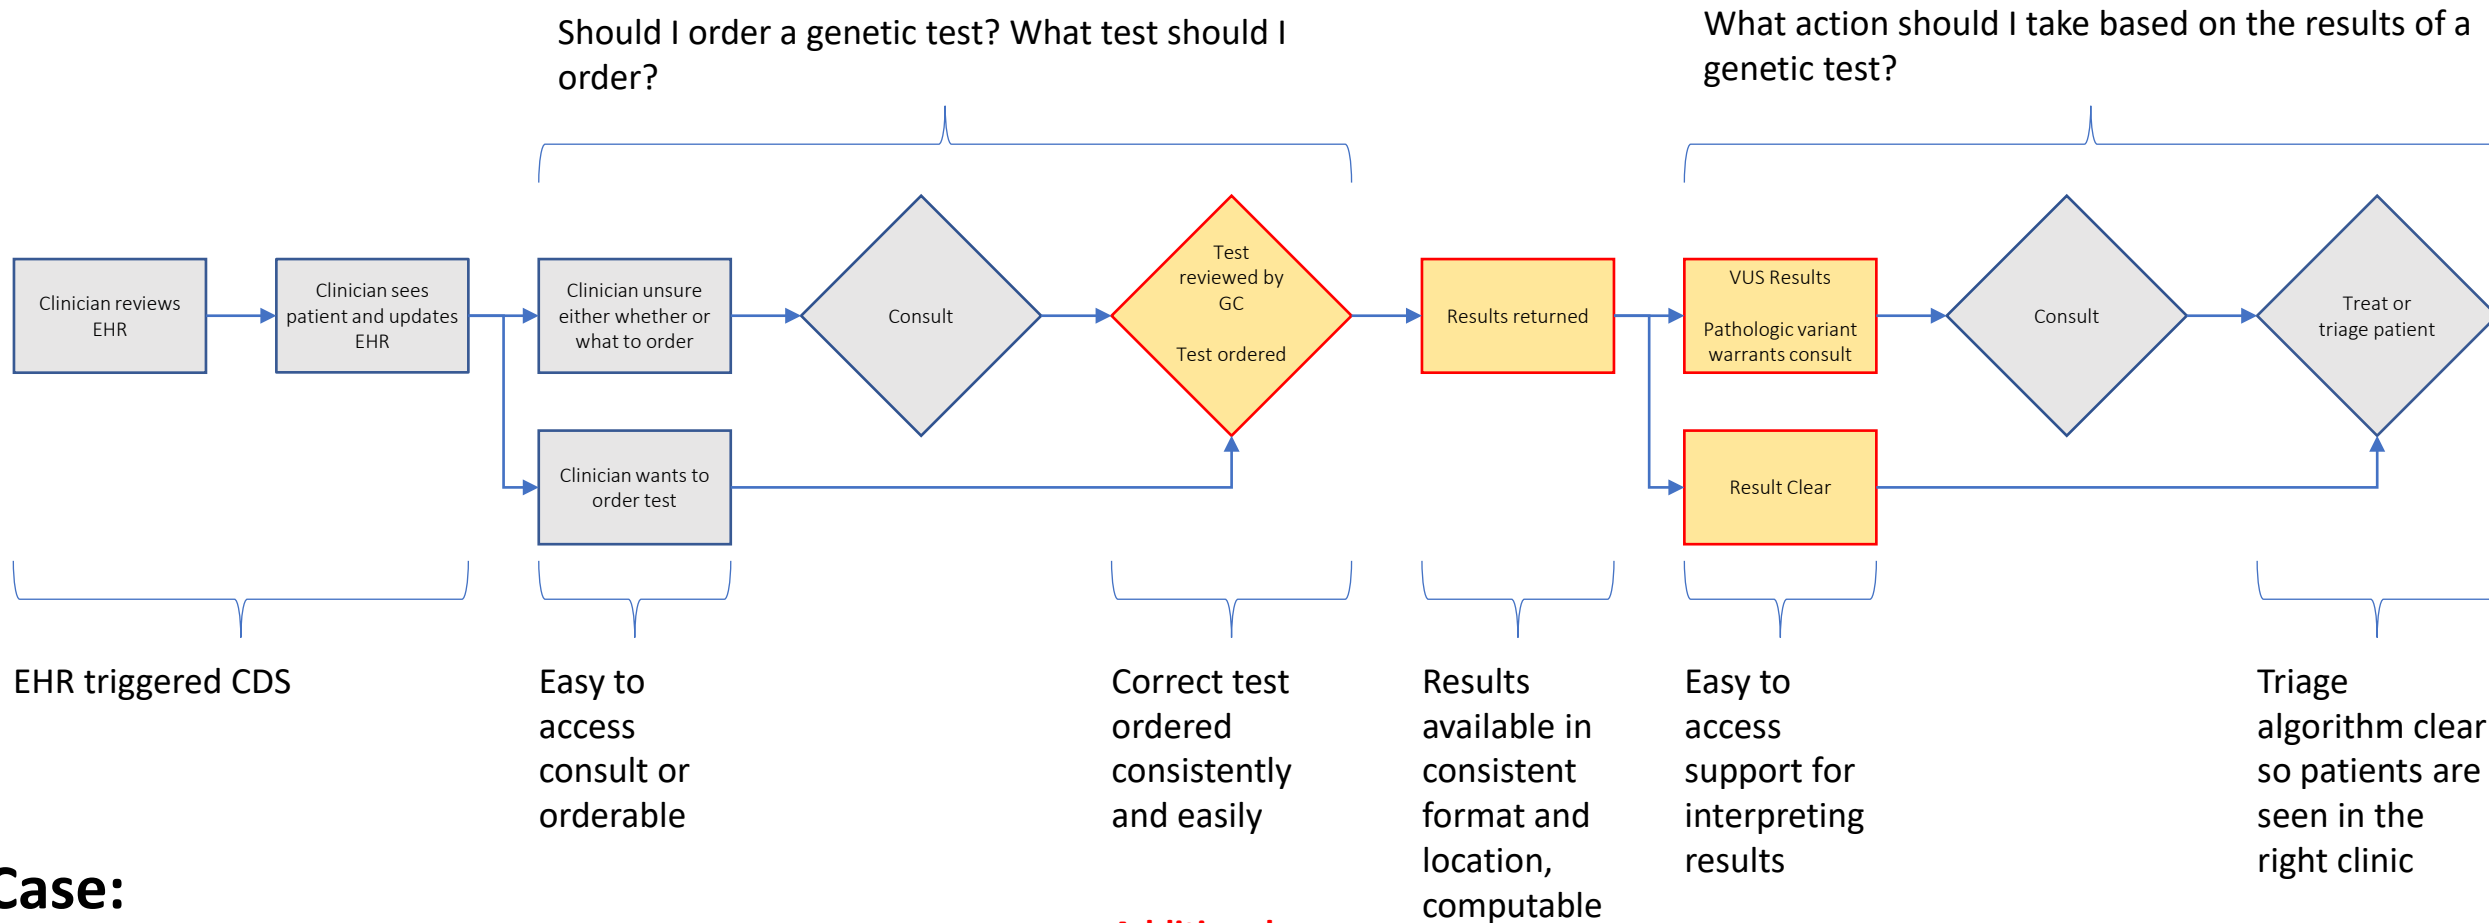 Should I order a genetic test? What test should I
order?
What action should I take based on the results of a
genetic test?
Clinician reviews
EHR
Clinician sees
patient and updates
EHR
Clinician unsure
either whether or
what to order
Consult
Test
reviewed by
GC
Test ordered
Results returned
VUS Results
Pathologic variant
warrants consult
Consult
Treat or
triage patient
Clinician wants to
order test
Result Clear
EHR triggered CDS
Easy to
access
consult or
orderable
Correct test
ordered
consistently
and easily
Results
available in
consistent
format and
location,
computable
Easy to
access
support for
interpreting
results
Triage
algorithm clear
so patients are
seen in the
right clinic
Case: